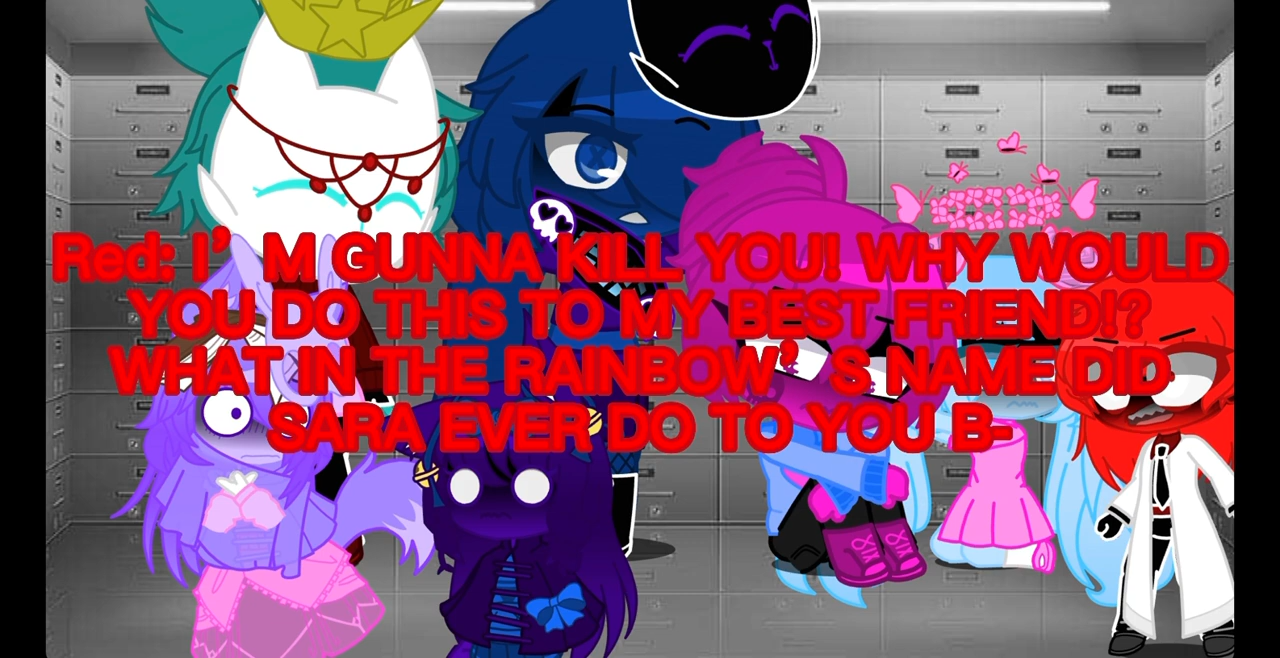 Red: I'M GUNNA KILL YOU! WHY WOULD
YOU DO THIS TO MY BEST FRIEND!?
WHAT IN THE RAINBOW'S NAME DID
SARA EVER DO TO YOU B-